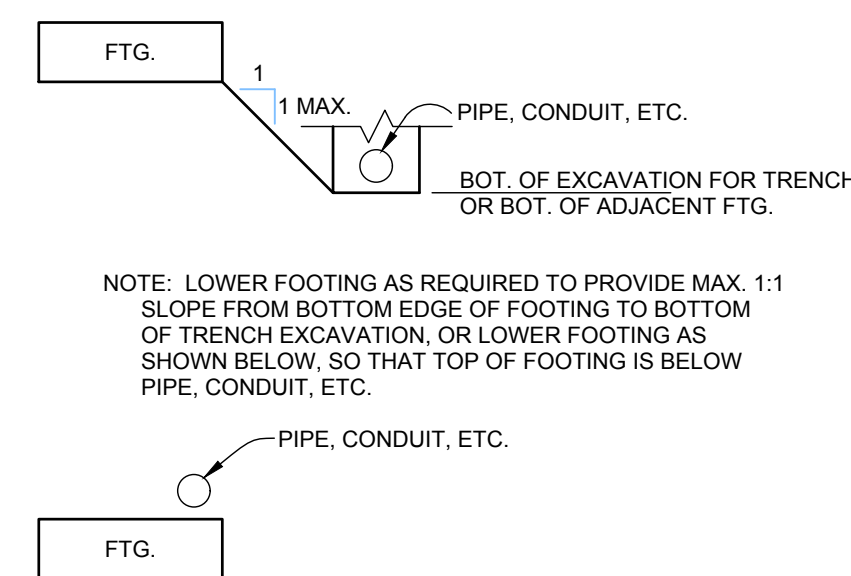 FTG.
1
1 MAX.
PIPE, CONDUIT, ETC.
BOT. OF EXCAVATION FOR TRENCH
OR BOT. OF ADJACENT FTG.
NOTE: LOWER FOOTING AS REQUIRED TO PROVIDE MAX. 1:1
SLOPE FROM BOTTOM EDGE OF FOOTING TO BOTTOM
OF TRENCH EXCAVATION, OR LOWER FOOTING AS
SHOWN BELOW, SO THAT TOP OF FOOTING IS BELOW
PIPE, CONDUIT, ETC.
PIPE, CONDUIT, ETC.
FTG.